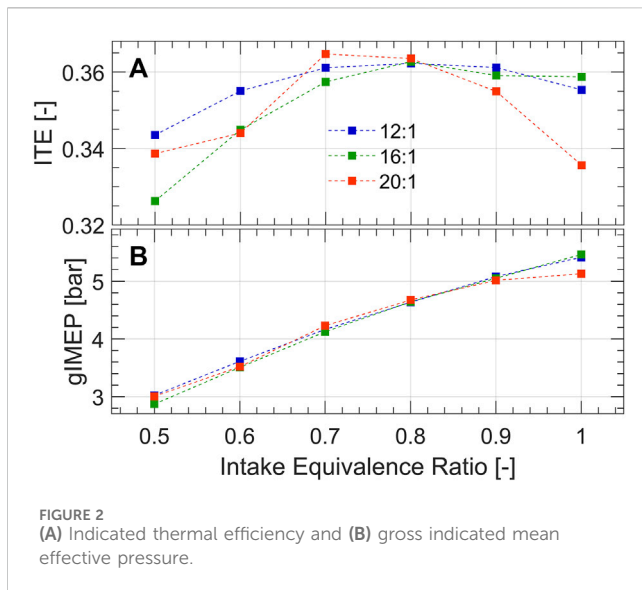 A
0.36
0.34
0.32
ITE [-]
12:1
16:1
20:1
B
5
4
3
gIMEP [bar]
0.5 0.6 0.7 0.8 0.9 1
Intake Equivalence Ratio [-]
FIGURE 2
(A) Indicated thermal efficiency and (B) gross indicated mean
effective pressure.